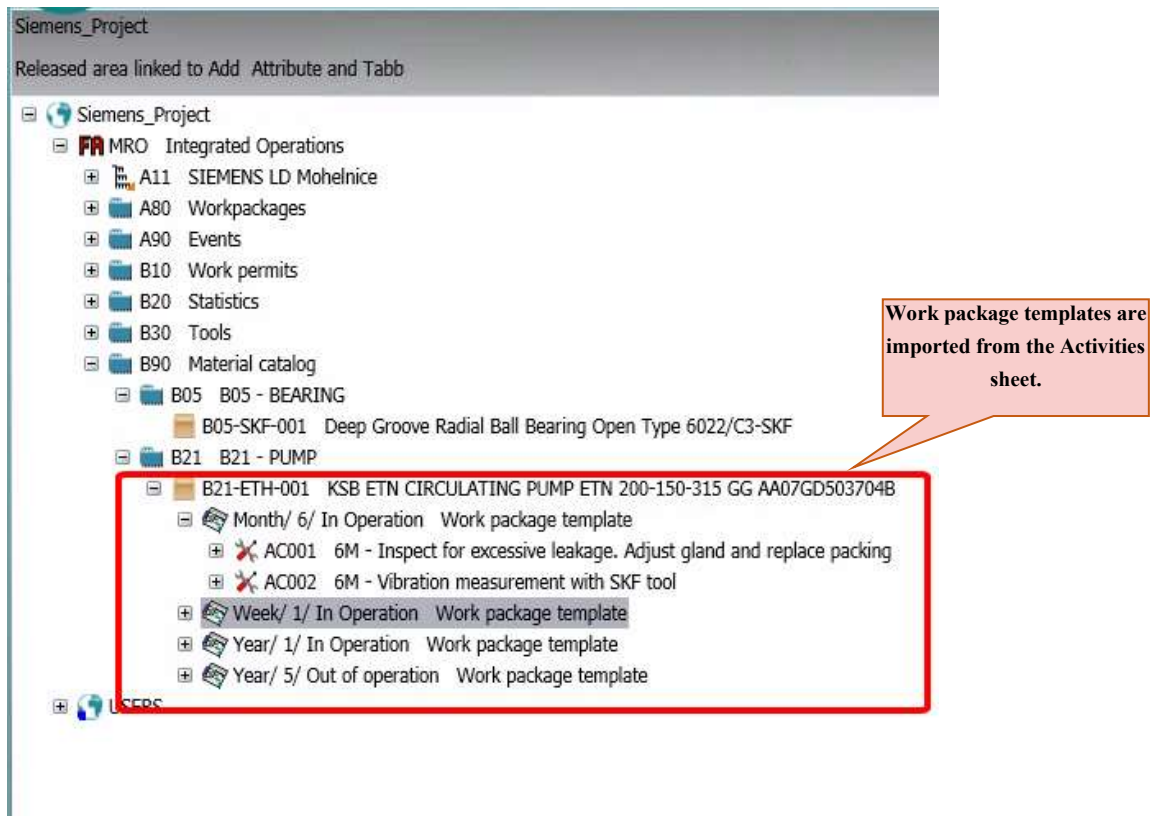 Siemens_Project
Released area linked to Add Attribute and Tabb
Siemens_Project
MRO Integrated Operations
A11 SIEMENS LD Mohelnice
A80 Workpackages
A90 Events
B10 Work permits
B20 Statistics
B30 Tools
B90 Material catalog
B05 B05 - BEARING
B05-SKF-001 Deep Groove Radial Ball Bearing Open Type 6022/C3-SKF
B21 B21 - PUMP
B21-ETH-001 KSB ETN CIRCULATING PUMP ETN 200-150-315 GG AA07GD503704B
Month/ 6/ In Operation Work package template
AC001 6M - Inspect for excessive leakage. Adjust gland and replace packing
AC002 6M - Vibration measurement with SKF tool
Week/ 1/ In Operation Work package template
Year/ 1/ In Operation Work package template
Year/ 5/ Out of operation Work package template
USERS
Work package templates are
imported from the Activities
sheet.